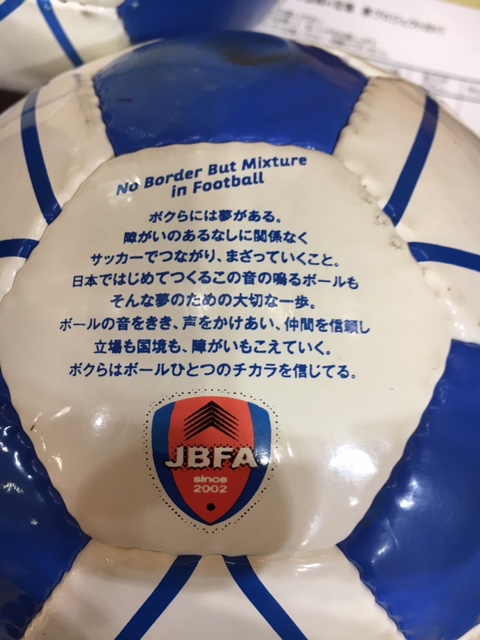 No Border But Mixture
in Football
ボクらには夢がある。
障がいのあるなしに関係なく
サッカーでつながり、まざっていくこと。
日本ではじめてつくるこの音の鳴るボールも
そんな夢のための大切な一歩。
ボールの音をきき、声をかけあい、仲間を信頼し
立場も国境も、障がいもこえていく。
ボクらはボールひとつのチカラを信じてる。
JBFA
since
2002